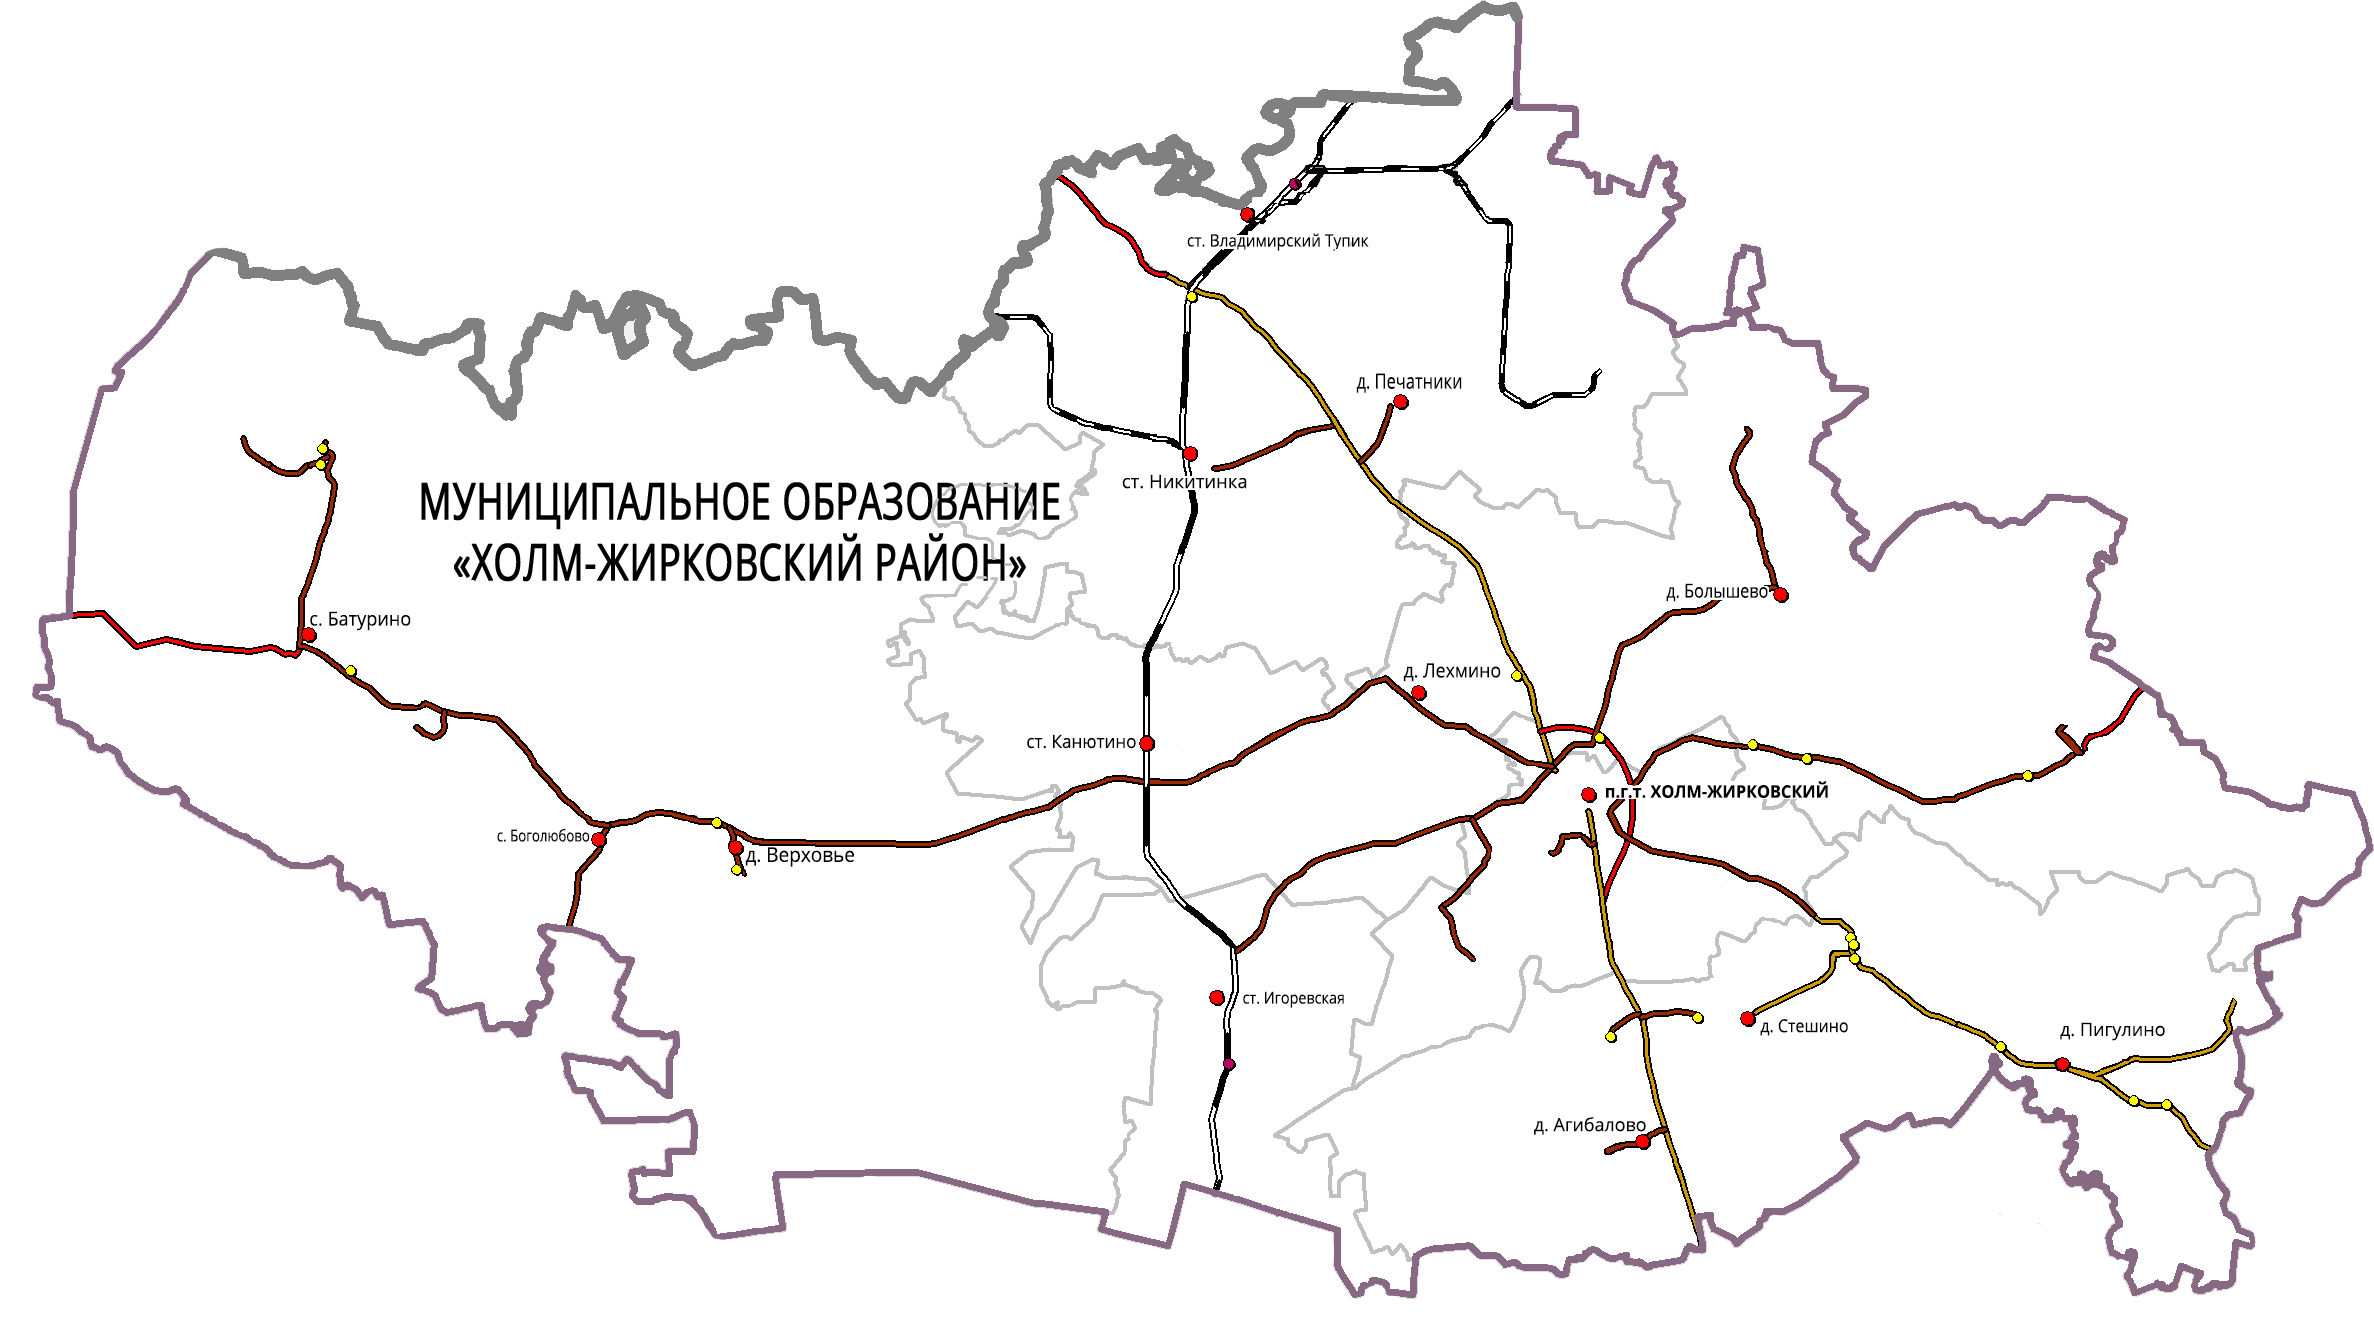 ст. Владимирский Тупик
д. Печатники
ст. Никитинка
МУНИЦИПАЛЬНОЕ ОБРАЗОВАНИЕ
«ХОЛМ-ЖИРКОВСКИЙ РАЙОН»
д. Болышево
с. Батурино
д. Лехмино
ст. Канютино
п.г.т. ХОЛМ-ЖИРКОВСКИЙ
с. Боголюбово
д. Верховье
ст. Игоревская
д. Стешино
д. Пигулино
д. Агибалово